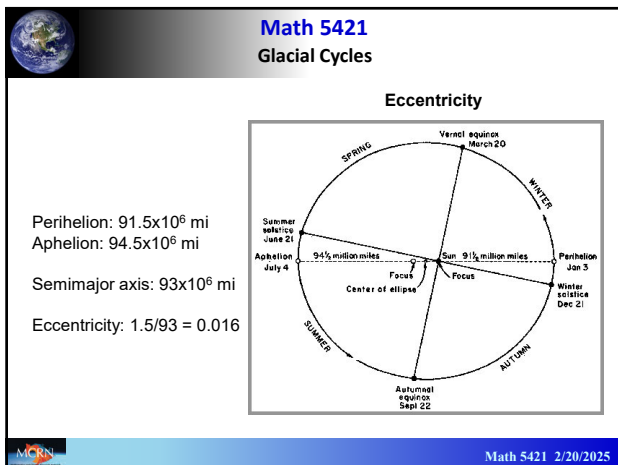 Math 5421
Glacial Cycles
Eccentricity
Perihelion: 91.5x10⁶ mi
Aphelion: 94.5x10⁶ mi
Semimajor axis: 93x10⁶ mi
Eccentricity: 1.5/93 = 0.016
Vernal equinox
March 20
SPRING
WINTER
Summer
solstice
June 21
Aphelion
July 4
94½ million miles
Sun
91½ million miles
Perihelion
Jan 3
Focus
Focus
Center of ellipse
Winter
solstice
Dec 21
SUMMER
AUTUMN
Autumnal
equinox
Sept 22
MCRN
Math 5421 2/20/2025